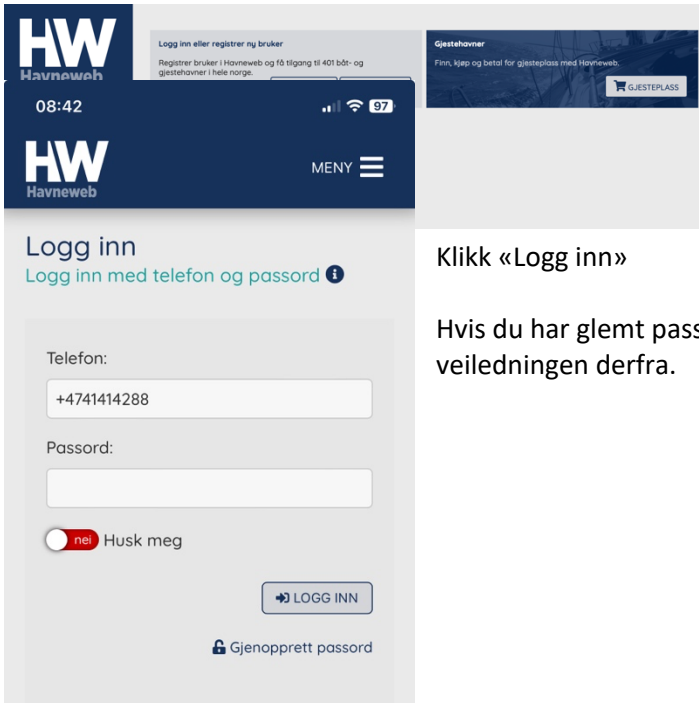 HW
Havneweb
Logg inn eller registrer ny bruker
Registrer bruker i Havneweb og få tilgang til 401 båt- og
gjestehavner i hele norge.
Gjestehavner
Finn, kjøp og betal for gjesteplass med Havneweb.
GJESTEPLASS
08:42
97
HW
Havneweb
MENY
Logg inn
Logg inn med telefon og passord
Telefon:
+4741414288
Passord:
nei Husk meg
LOGG INN
Gjenopprett passord
Klikk «Logg inn»
Hvis du har glemt
veiledningen derfra.